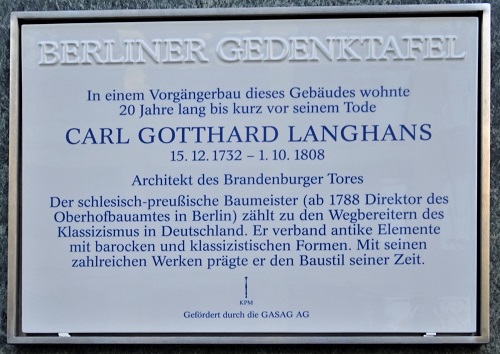 BERLINER GEDENKTAFEL
In einem Vorgängerbau dieses Gebäudes wohnte
20 Jahre lang bis kurz vor seinem Tode
CARL GOTTHARD LANGHANS
15. 12. 1732 – 1. 10. 1808
Architekt des Brandenburger Tores
Der schlesisch-preußische Baumeister (ab 1788 Direktor des
Oberhofbauamtes in Berlin) zählt zu den Wegbereitern des
Klassizismus in Deutschland. Er verband antike Elemente
mit barocken und klassizistischen Formen. Mit seinen
zahlreichen Werken prägte er den Baustil seiner Zeit.
KPM
Gefördert durch die GASAG AG